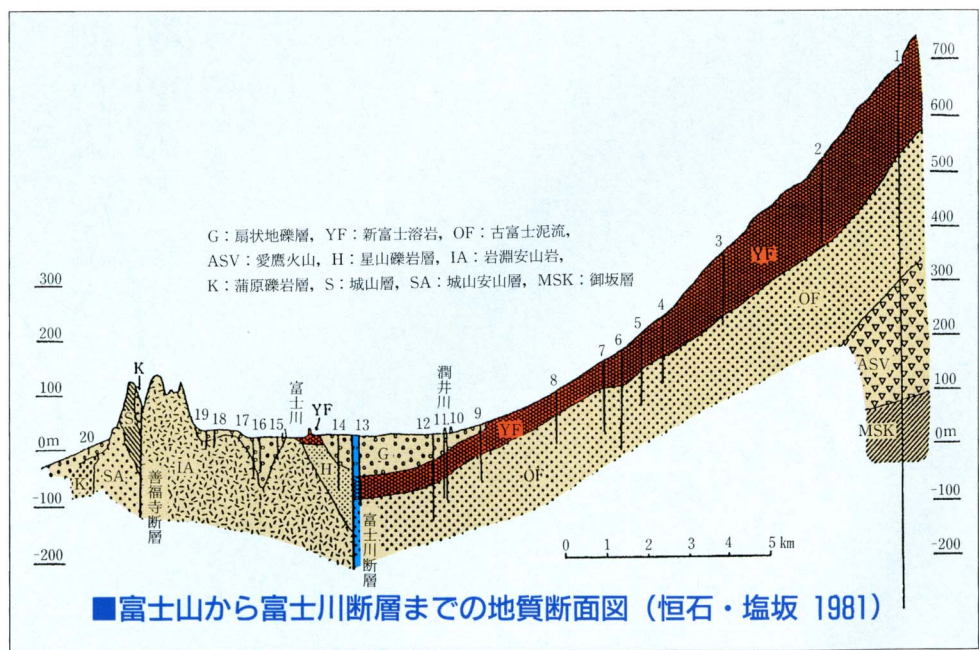 G：扇状地礫層，YF：新富士溶岩，OF：古富士泥流，
ASV：愛鷹火山，H：星山礫岩層，IA：岩淵安山岩，
K：蒲原礫岩層，S：城山層，SA：城山安山層，MSK：御坂層
300
200
100
0m
-100
-200
700
600
500
400
300
200
100
0m
-100
-200
K
S
20
K
SA
善福寺断層
IA
19
18
17
16
15
富士川
YF
H
14
13
富士川断層
G
12
潤井川
11
10
9
YF
OF
8
7
6
5
4
3
YF
2
1
OF
ASV
MSK
0 1 2 3 4 5 km
■富士山から富士川断層までの地質断面図（恒石・塩坂 1981）